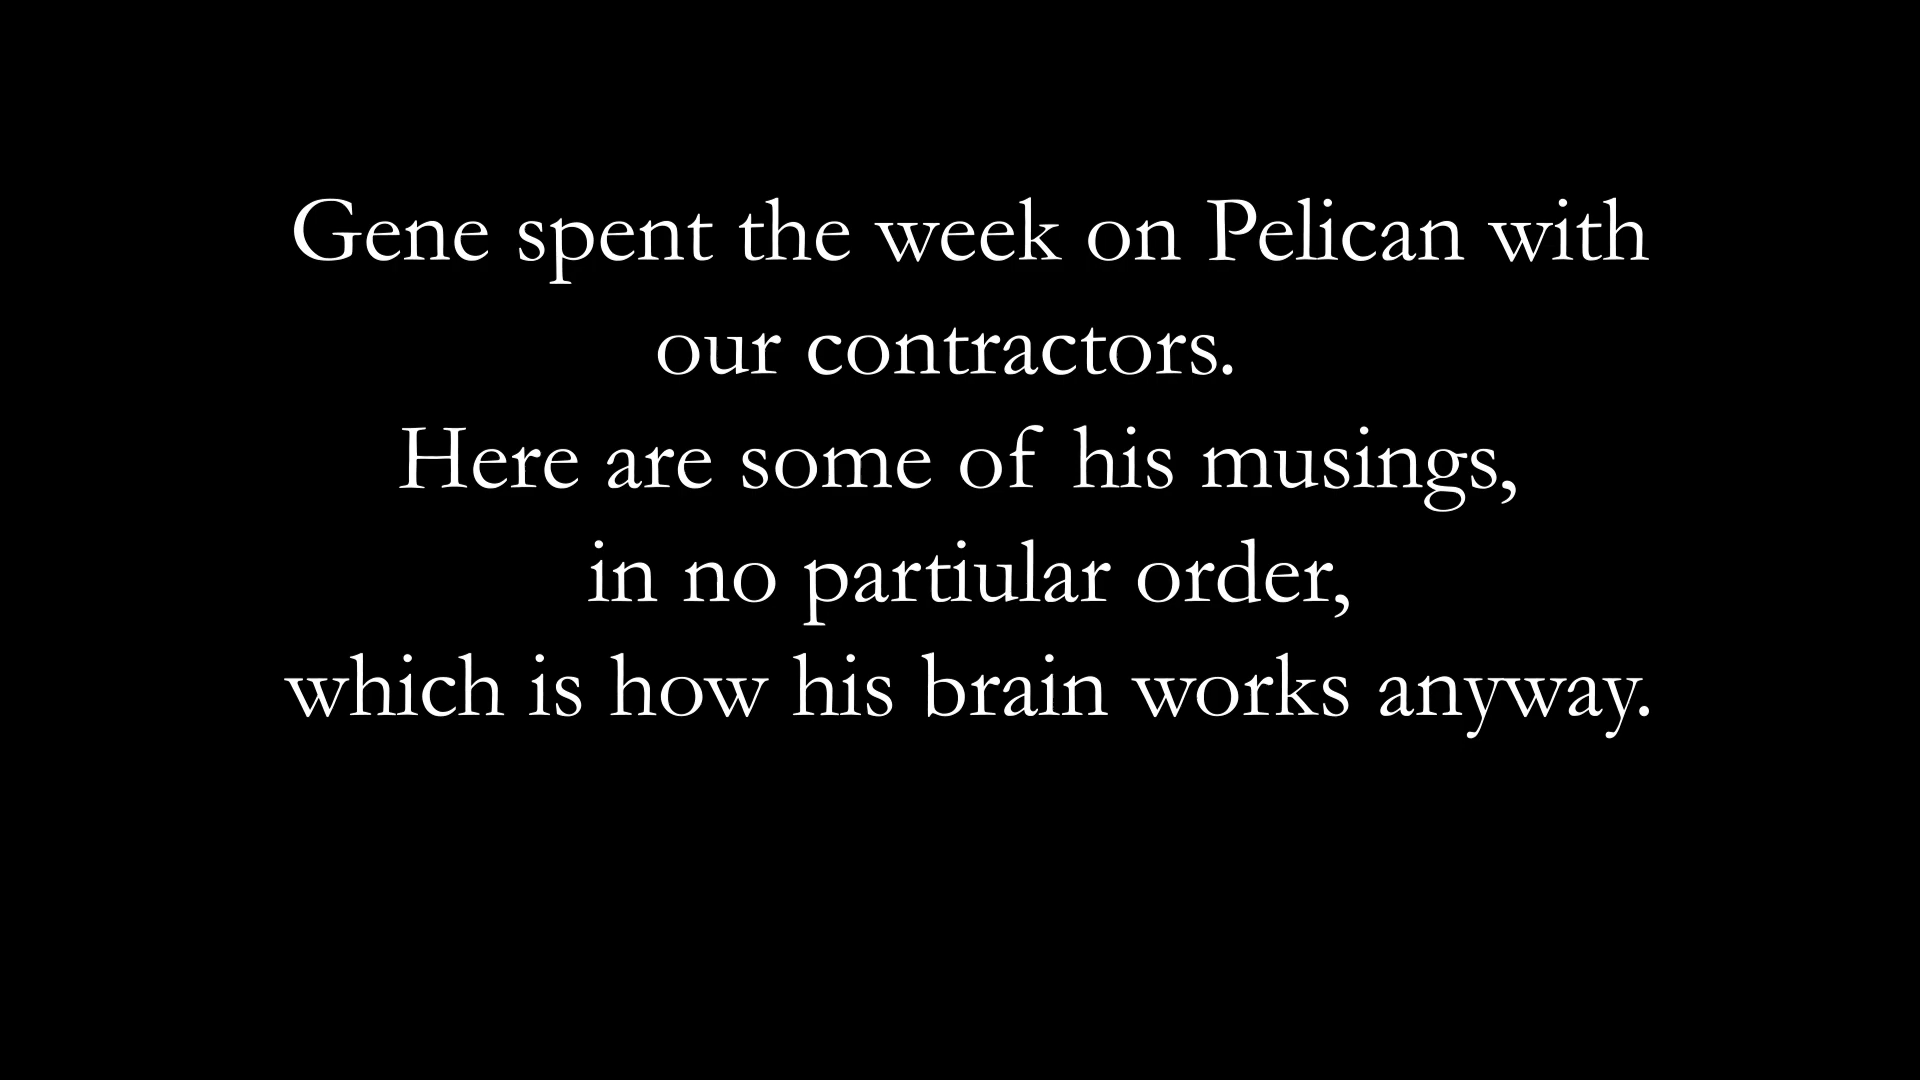 Gene spent the week on Pelican with
our contractors.
Here are some of his musings,
in no partiular order,
which is how his brain works anyway.